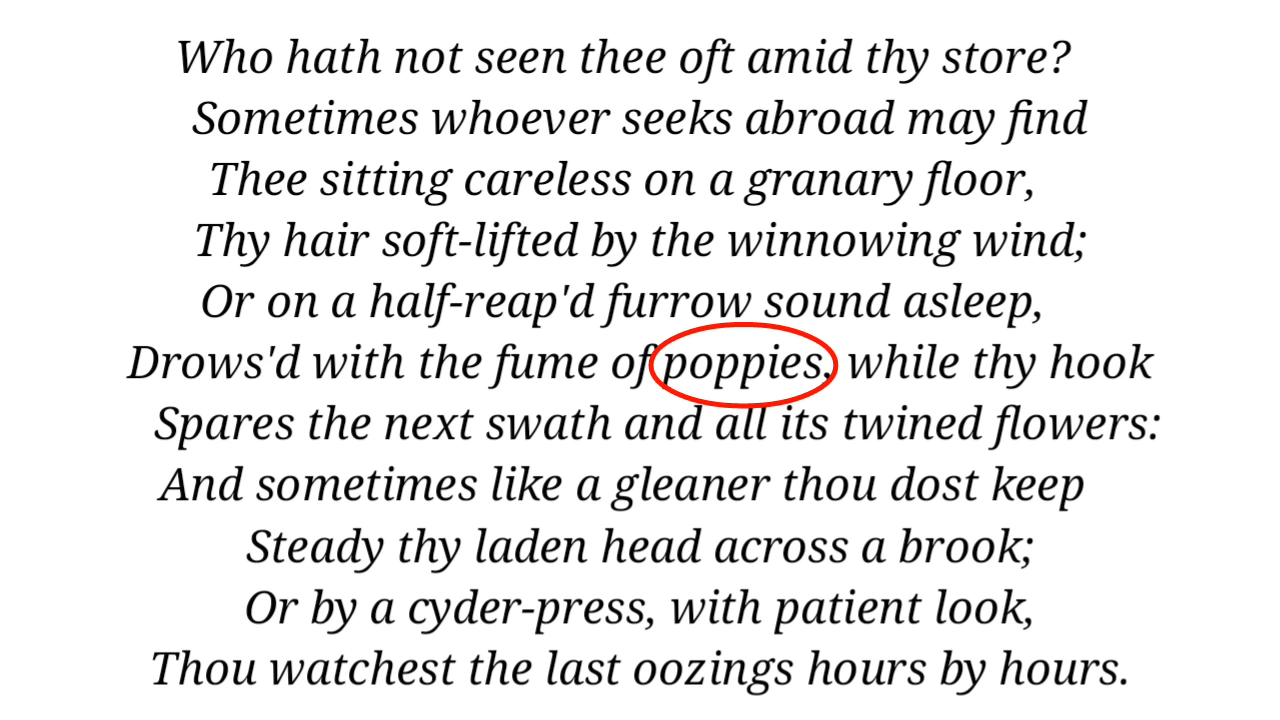 Who hath not seen thee oft amid thy store?
Sometimes whoever seeks abroad may find
Thee sitting careless on a granary floor,
Thy hair soft-lifted by the winnowing wind;
Or on a half-reap'd furrow sound asleep,
Drows'd with the fume of poppies, while thy hook
Spares the next swath and all its twined flowers:
And sometimes like a gleaner thou dost keep
Steady thy laden head across a brook;
Or by a cyder-press, with patient look,
Thou watchest the last oozings hours by hours.